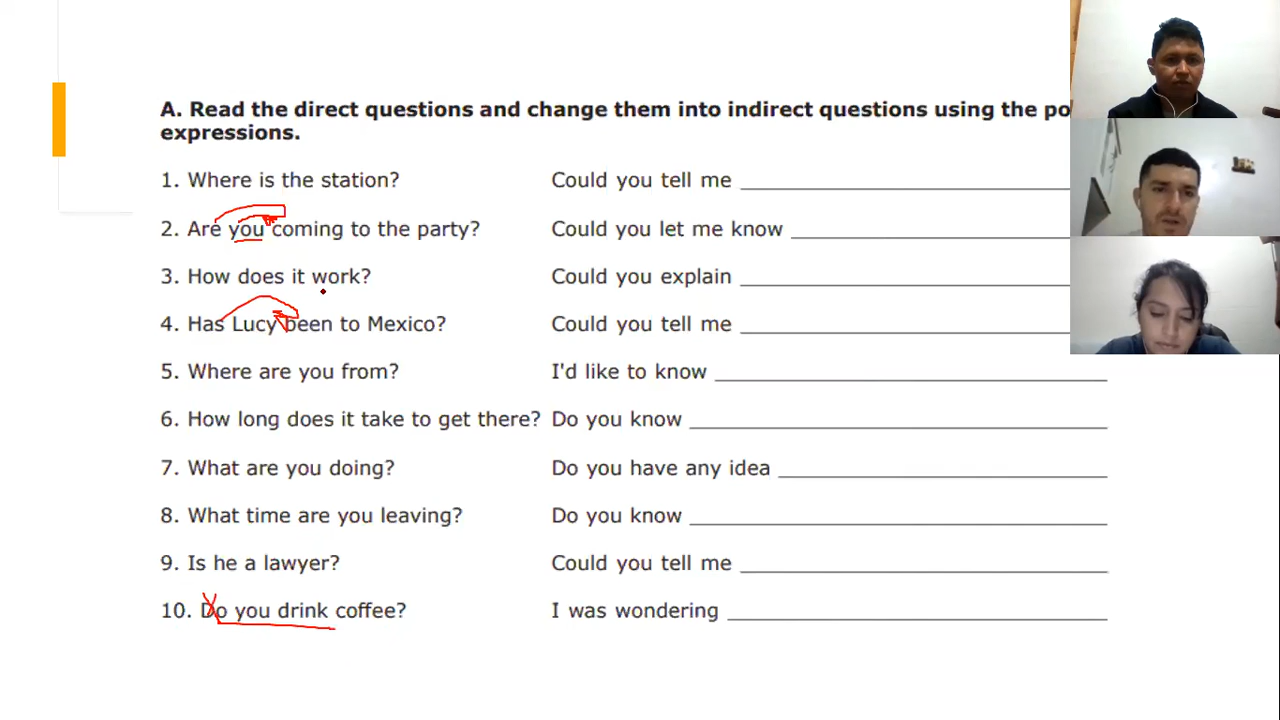 A. Read the direct questions and change them into indirect questions using the
expressions.
1. Where is the station? Could you tell me
2. Are you coming to the party? Could you let me know
3. How does it work? Could you explain
4. Has Lucy been to Mexico? Could you tell me
5. Where are you from? I'd like to know
6. How long does it take to get there? Do you know
7. What are you doing? Do you have any idea
8. What time are you leaving? Do you know
9. Is he a lawyer? Could you tell me
10. Do you drink coffee? I was wondering